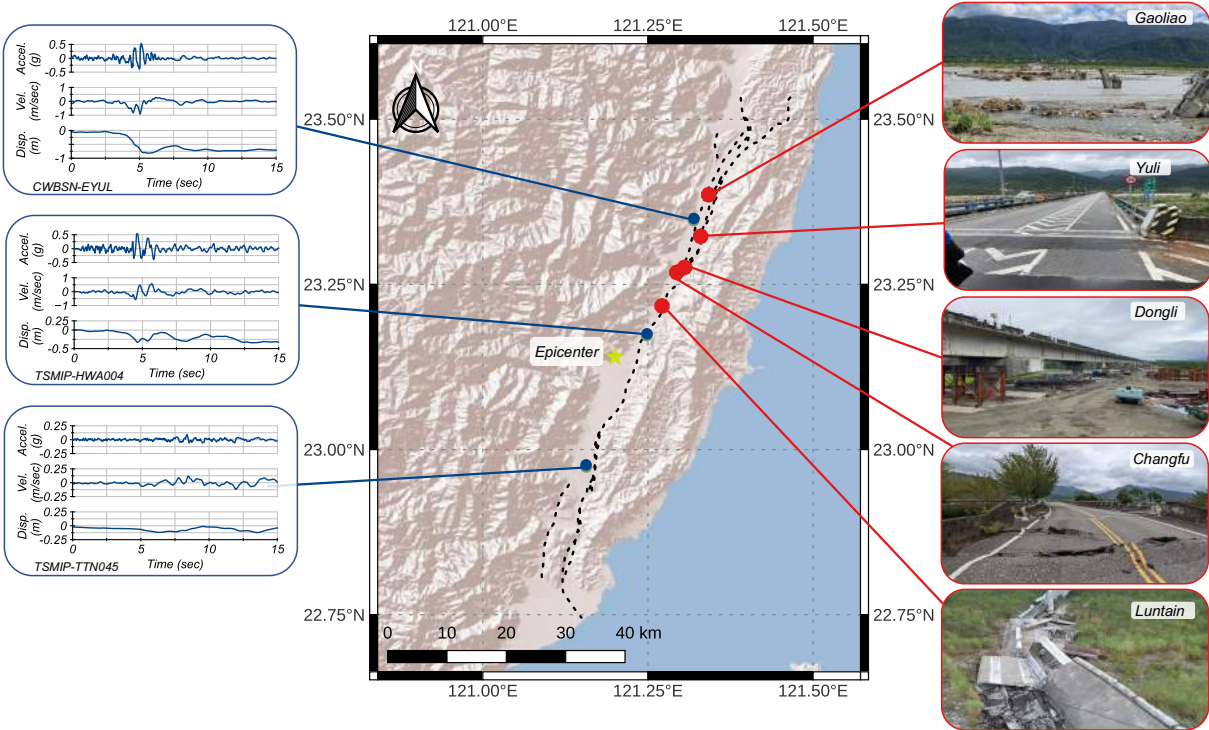 121.00°E 121.25°E 121.50°E
23.50°N 23.50°N
23.25°N 23.25°N
23.00°N 23.00°N
22.75°N 22.75°N
121.00°E 121.25°E 121.50°E
Epicenter
0 10 20 30 40 km
Accel.
(g)
0.5
0
-0.5
Vel.
(m/sec)
1
0
-1
Disp.
(m)
0
-1
0 5 10 15
Time (sec)
CWBSN-EYUL
Accel.
(g)
0.5
0
-0.5
Vel.
(m/sec)
1
0
-1
Disp.
(m)
0.25
-0.5
0 5 10 15
Time (sec)
TSMIP-HWA004
Accel.
(g)
0.25
0
-0.25
Vel.
(m/sec)
0.25
0
-0.25
Disp.
(m)
0.25
0
-0.25
0 5 10 15
Time (sec)
TSMIP-TTN045
Gaoliao
Yuli
Dongli
Changfu
Luntain